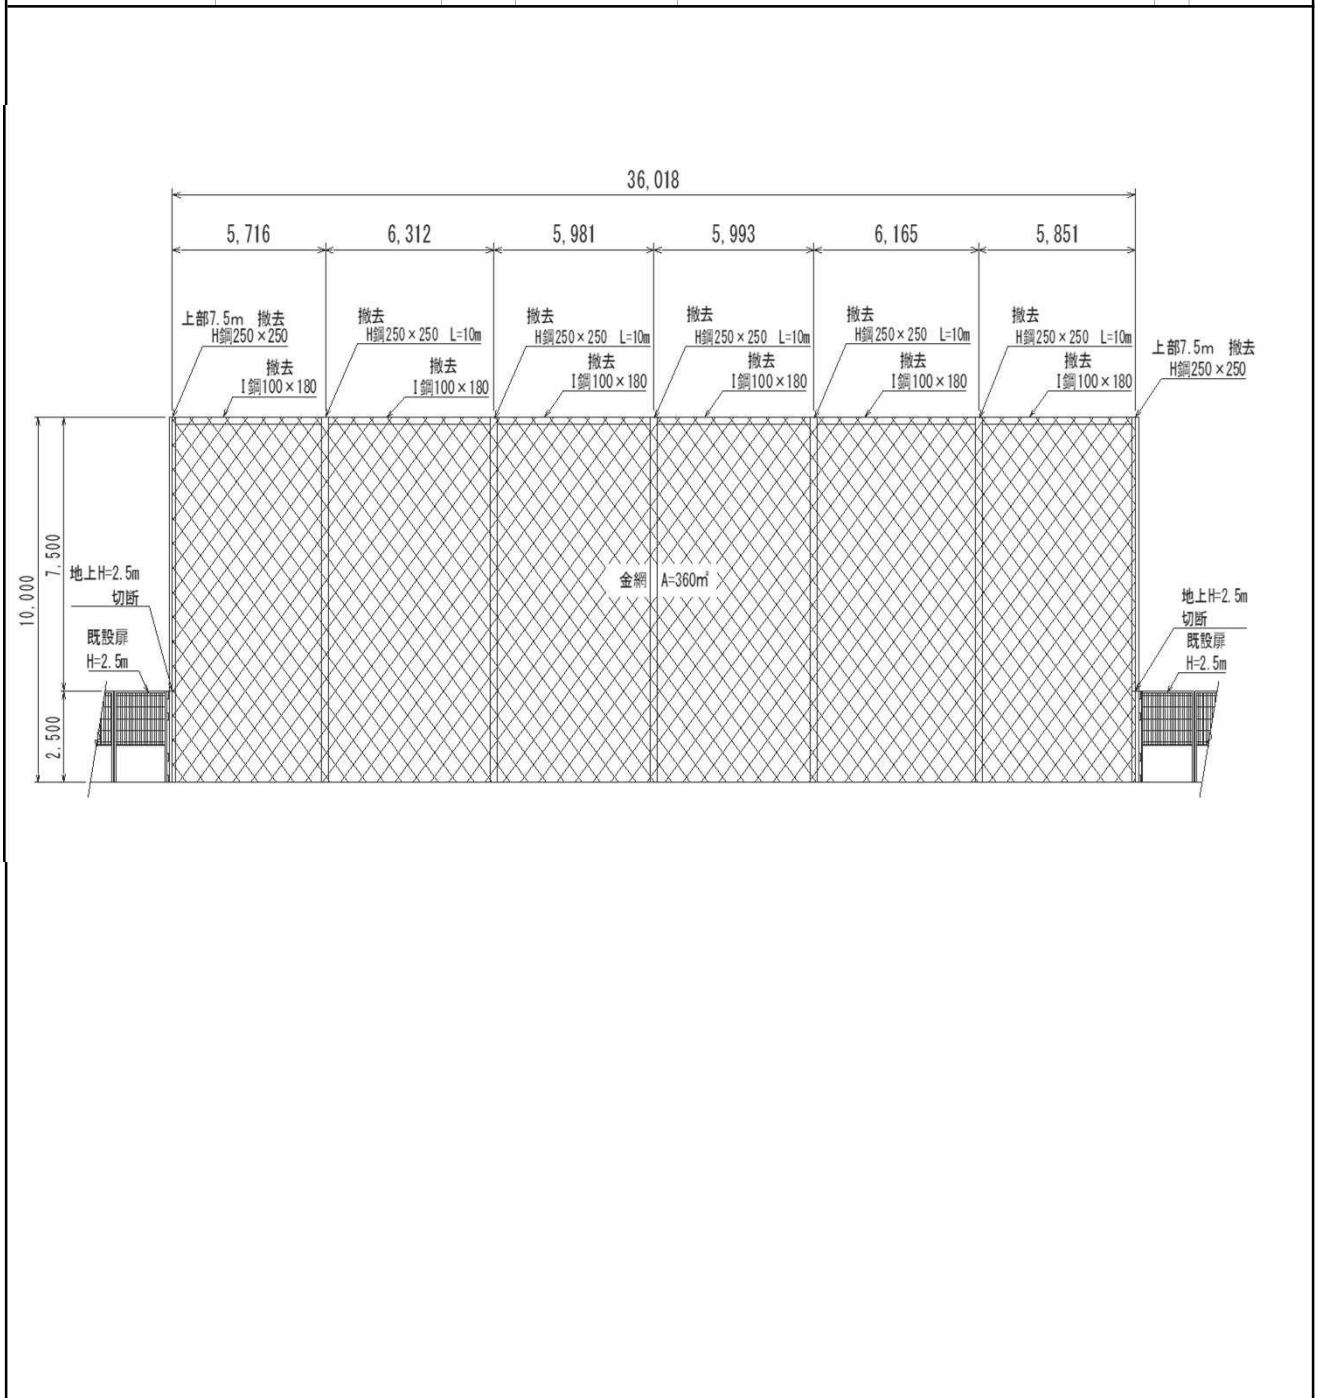 36,018
5,716
6,312
5,981
5,993
6,165
5,851
上部7.5m 撤去
H鋼250×250
撤去
I鋼100×180
撤去
H鋼250×250 L=10m
撤去
I鋼100×180
撤去
H鋼250×250 L=10m
撤去
I鋼100×180
撤去
H鋼250×250 L=10m
撤去
I鋼100×180
撤去
H鋼250×250 L=10m
撤去
I鋼100×180
撤去
H鋼250×250 L=10m
撤去
I鋼100×180
上部7.5m 撤去
H鋼250×250
10,000
7,500
2,500
地上H=2.5m
切断
既設扉
H=2.5m
金網 A=360㎡
地上H=2.5m
切断
既設扉
H=2.5m